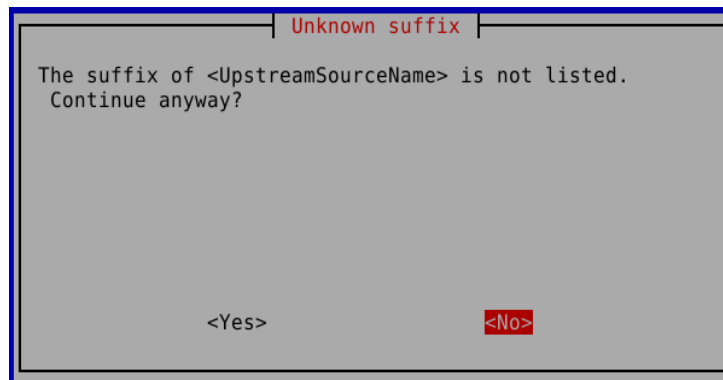 Unknown suffix
The suffix of <UpstreamSourceName> is not listed.
Continue anyway?
<Yes> <No>